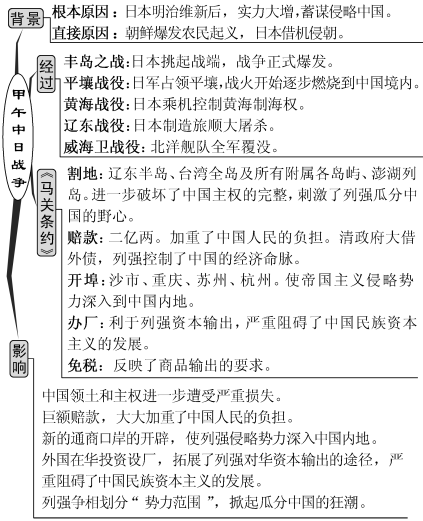 背景
根本原因：日本明治维新后，实力大增，蓄谋侵略中国。
直接原因：朝鲜爆发农民起义，日本借机侵朝。
甲午中日战争
经过
丰岛之战：日本挑起战端，战争正式爆发。
平壤战役：日军占领平壤，战火开始逐步燃烧到中国境内。
黄海战役：日本乘机控制黄海制海权。
辽东战役：日本制造旅顺大屠杀。
威海卫战役：北洋舰队全军覆没。
《马关条约》
割地：辽东半岛、台湾全岛及所有附属各岛屿、澎湖列
岛。进一步破坏了中国主权的完整，刺激了列强瓜分中
国的野心。
赔款：二亿两。加重了中国人民的负担。清政府大借
外债，列强控制了中国的经济命脉。
开埠：沙市、重庆、苏州、杭州。使帝国主义侵略势
力深入到中国内地。
办厂：利于列强资本输出，严重阻碍了中国民族资本
主义的发展。
免税：反映了商品输出的要求。
影响
中国领土和主权进一步遭受严重损失。
巨额赔款，大大加重了中国人民的负担。
新的通商口岸的开辟，使列强侵略势力深入中国内地。
外国在华投资设厂，拓展了列强对华资本输出的途径，严
重阻碍了中国民族资本主义的发展。
列强争相划分“势力范围”，掀起瓜分中国的狂潮。